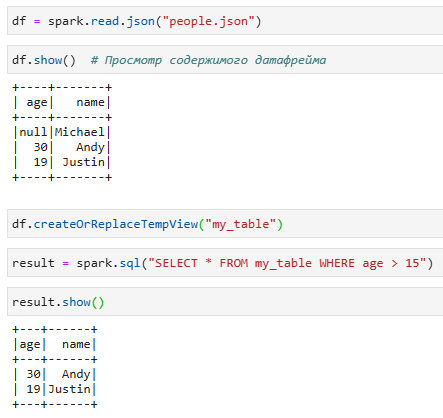 df = spark.read.json("people.json")
df.show()  # Просмотр содержимого датафрейма
+----+-------+
| age|   name|
+----+-------+
|null|Michael|
|  30|   Andy|
|  19| Justin|
+----+-------+
df.createOrReplaceTempView("my_table")
result = spark.sql("SELECT * FROM my_table WHERE age > 15")
result.show()
+---+------+
|age|  name|
+---+------+
| 30|  Andy|
| 19|Justin|
+---+------+